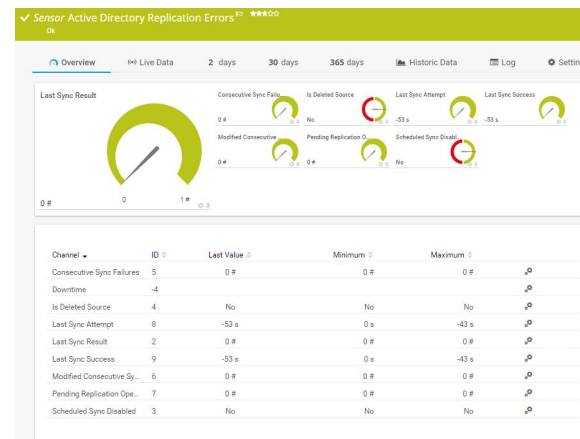 Sensor Active Directory Replication Errors
Ok
Overview Live Data 2 days 30 days 365 days Historic Data Log Settin
Last Sync Result
0 #
0 1 #
Consecutive Sync Failu...
0 #
Is Deleted Source
No
Last Sync Attempt
-53 s
Last Sync Success
-53 s
Modified Consecutive ...
0 #
Pending Replication O...
0 #
Scheduled Sync Disabl...
No
Channel ID Last Value Minimum Maximum
Consecutive Sync Failures 5 0 # 0 # 0 #
Downtime -4
Is Deleted Source 4 No No No
Last Sync Attempt 8 -53 s 0 s -43 s
Last Sync Result 2 0 # 0 # 0 #
Last Sync Success 9 -53 s 0 s -43 s
Modified Consecutive Sy... 6 0 # 0 # 0 #
Pending Replication Ope... 7 0 # 0 # 0 #
Scheduled Sync Disabled 3 No No No